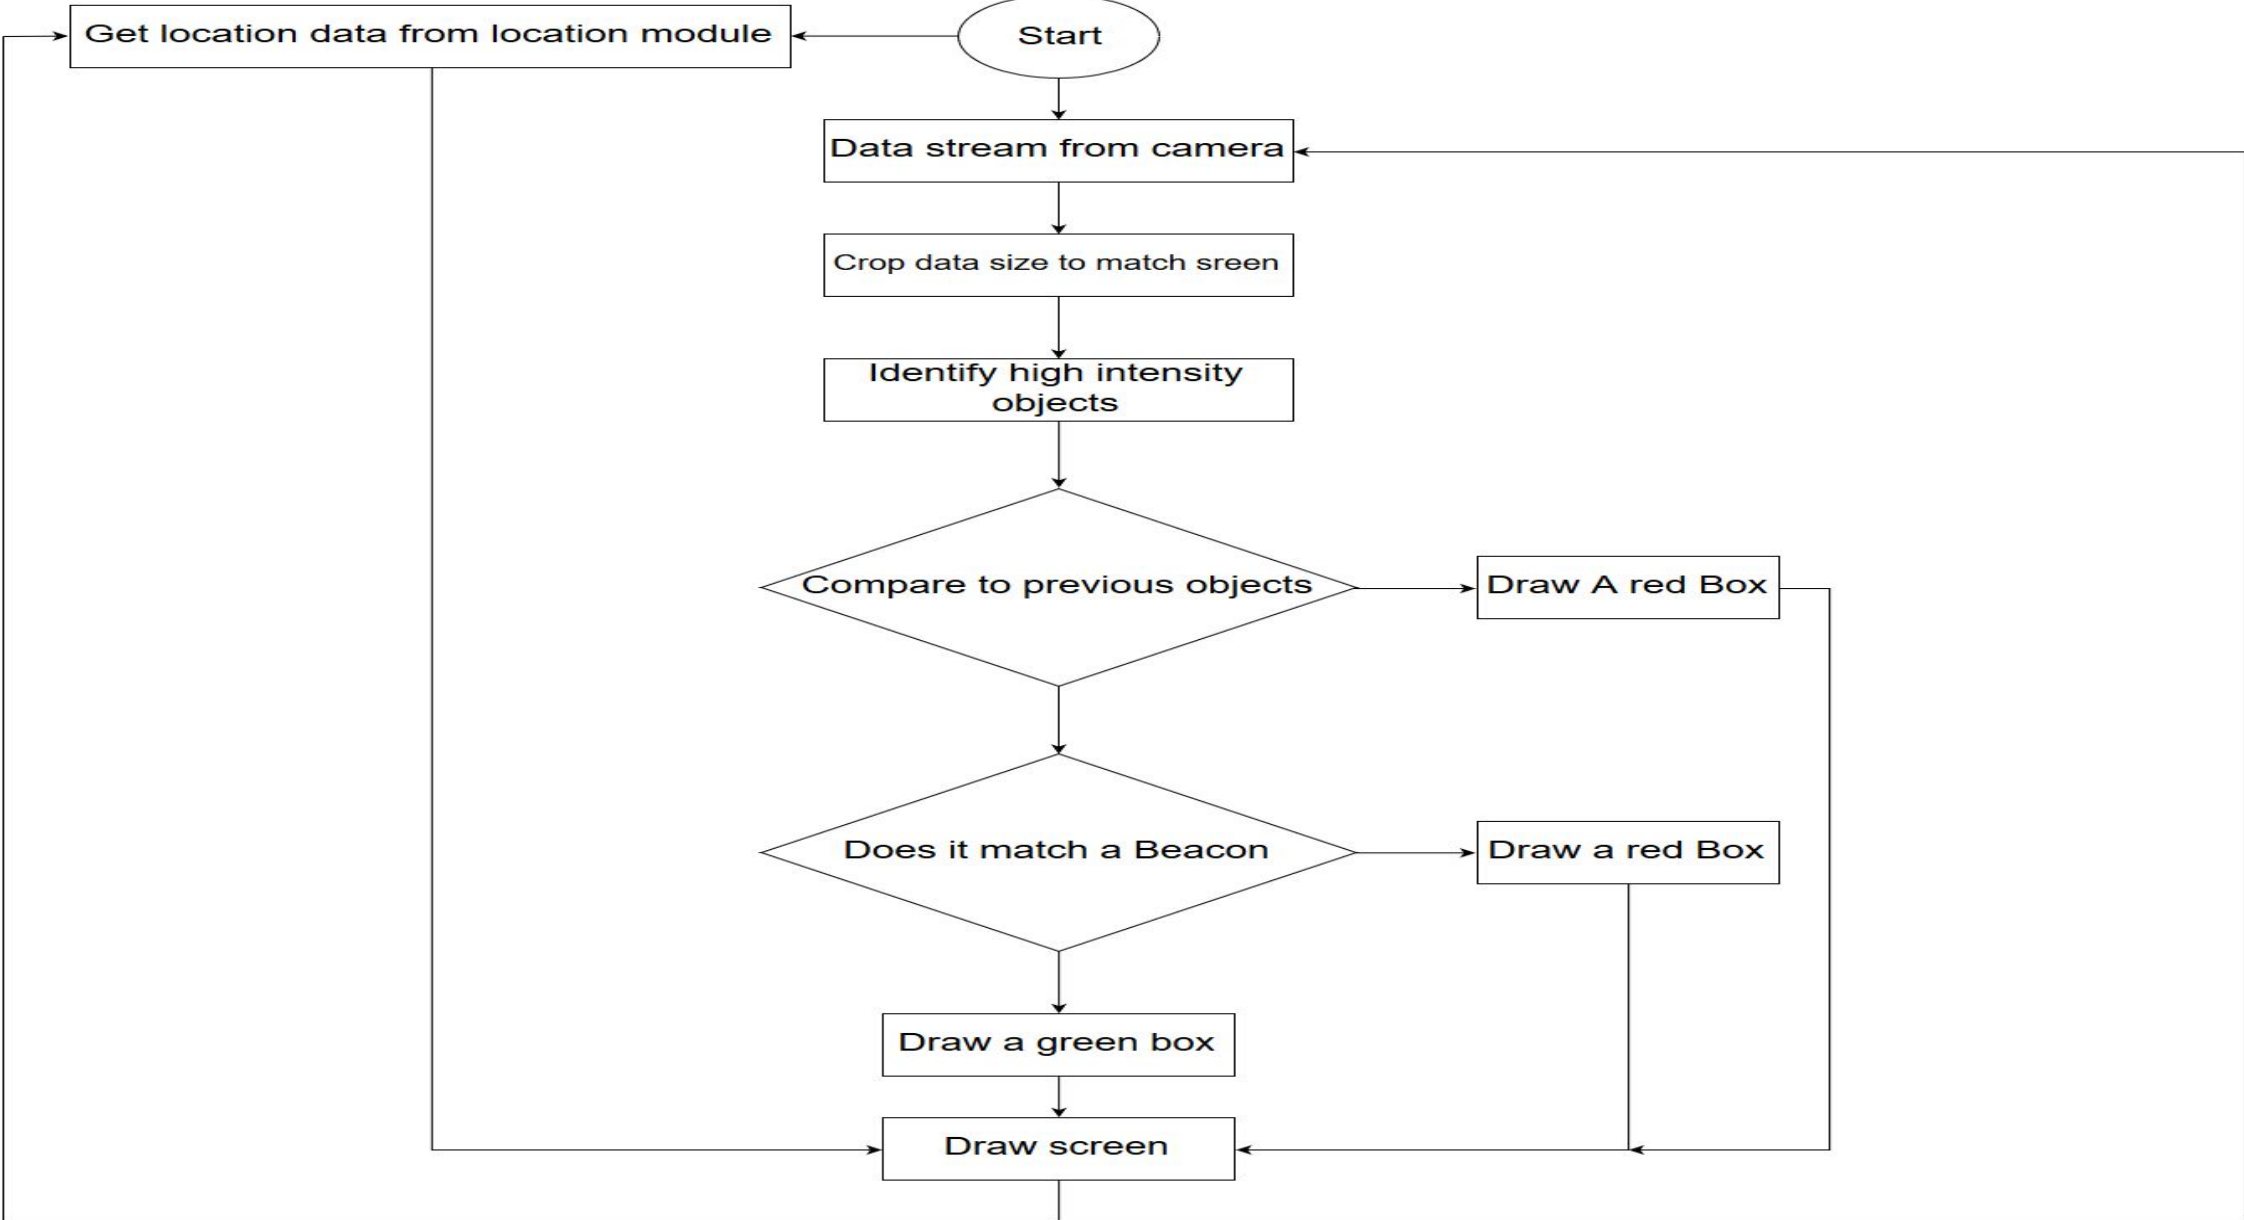 Get location data from location module
Start
Data stream from camera
Crop data size to match sreen
Identify high intensity
objects
Compare to previous objects
Draw A red Box
Does it match a Beacon
Draw a red Box
Draw a green box
Draw screen